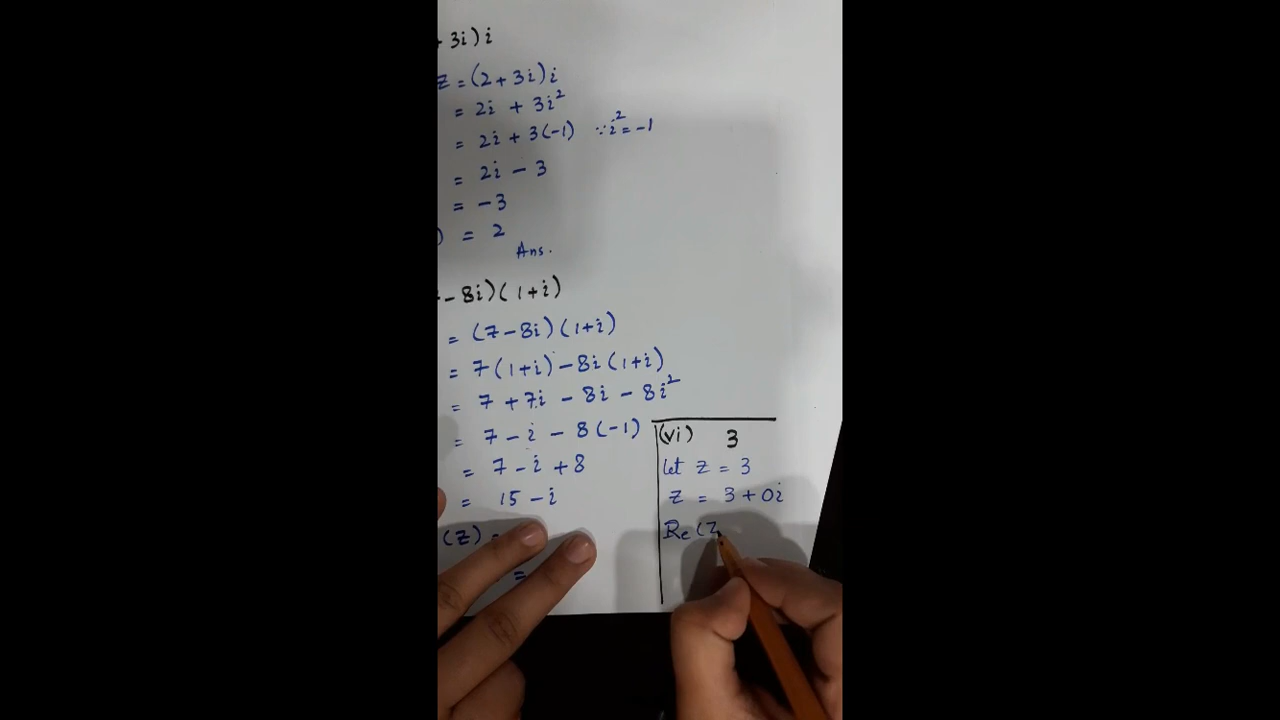 + 3i) i
Z = (2 + 3i) i
= 2i + 3i²
= 2i + 3(-1) ∵ i² = -1
= 2i - 3
= -3
) = 2
Ans.
- 8i)(1+i)
= (7-8i)(1+i)
= 7(1+i) - 8i(1+i)
= 7 + 7i - 8i - 8i²
= 7 - i - 8(-1)
= 7 - i + 8
= 15 - i
(Z) =
=
(vi) 3
let z = 3
z = 3 + 0i
Re (Z